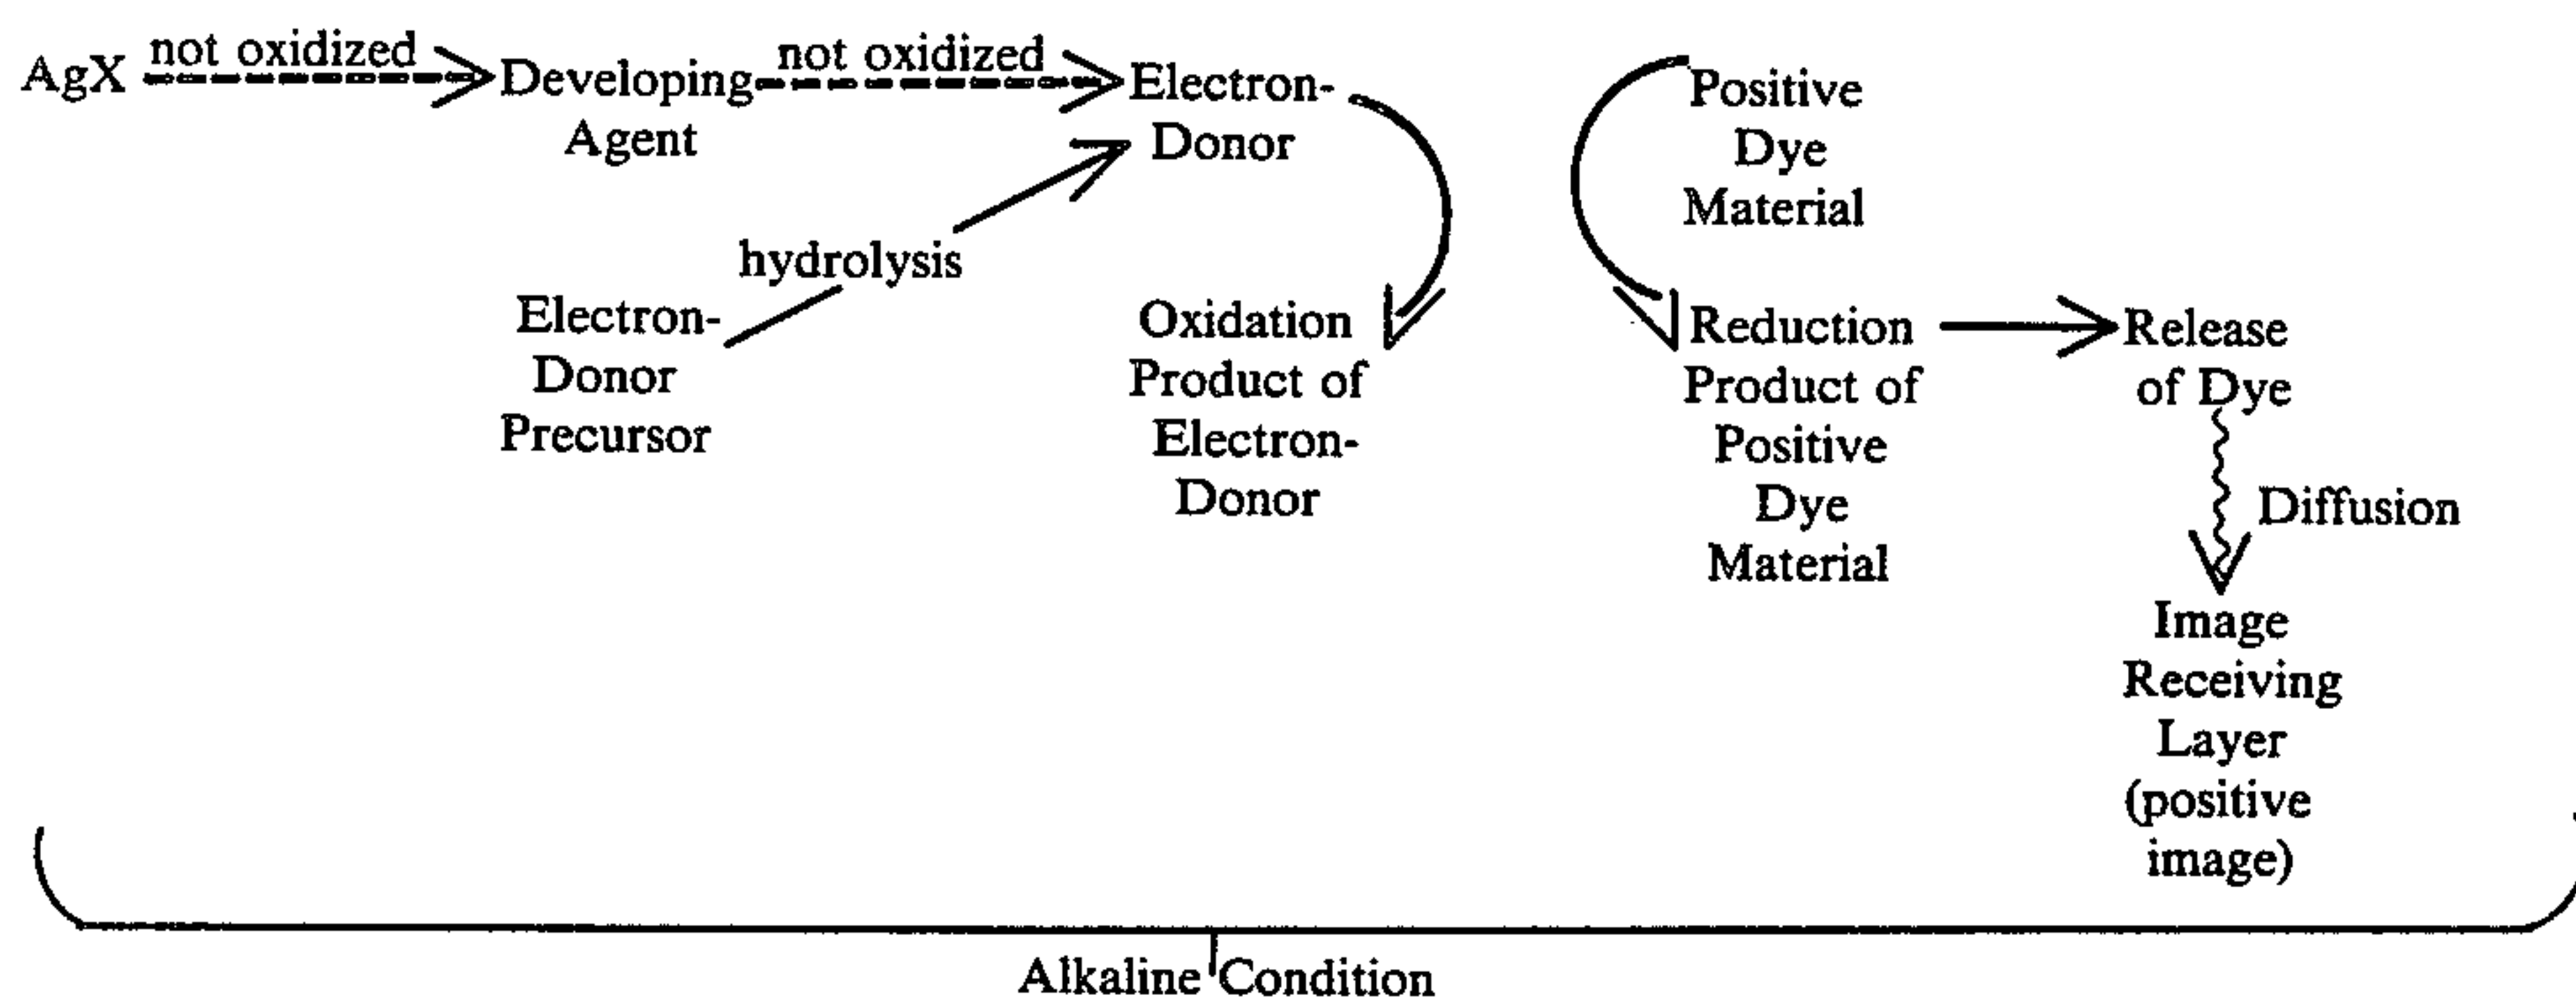 AgX not oxidized Developing Agent not oxidized Electron-
Donor
Positive
Dye
Material
hydrolysis
Electron-
Donor
Precursor
Oxidation
Product of
Electron-
Donor
Reduction
Product of
Positive
Dye
Material
Release
of Dye
Diffusion
Image
Receiving
Layer
(positive
image)
Alkaline Condition